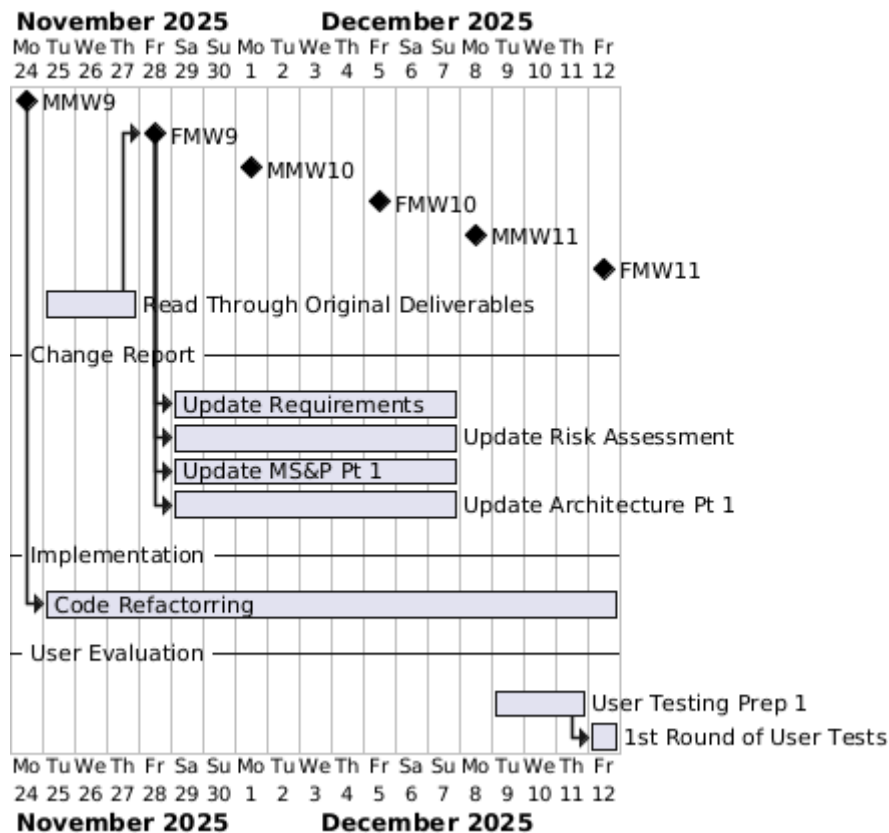 November 2025 December 2025
Mo Tu We Th Fr Sa Su Mo Tu We Th Fr Sa Su Mo Tu We Th Fr
24 25 26 27 28 29 30 1 2 3 4 5 6 7 8 9 10 11 12
MMW9
FMW9
MMW10
FMW10
MMW11
FMW11
Read Through Original Deliverables
Change Report
Update Requirements
Update Risk Assessment
Update MS&P Pt 1
Update Architecture Pt 1
Implementation
Code Refactorring
User Evaluation
User Testing Prep 1
1st Round of User Tests
Mo Tu We Th Fr Sa Su Mo Tu We Th Fr Sa Su Mo Tu We Th Fr
24 25 26 27 28 29 30 1 2 3 4 5 6 7 8 9 10 11 12
November 2025 December 2025